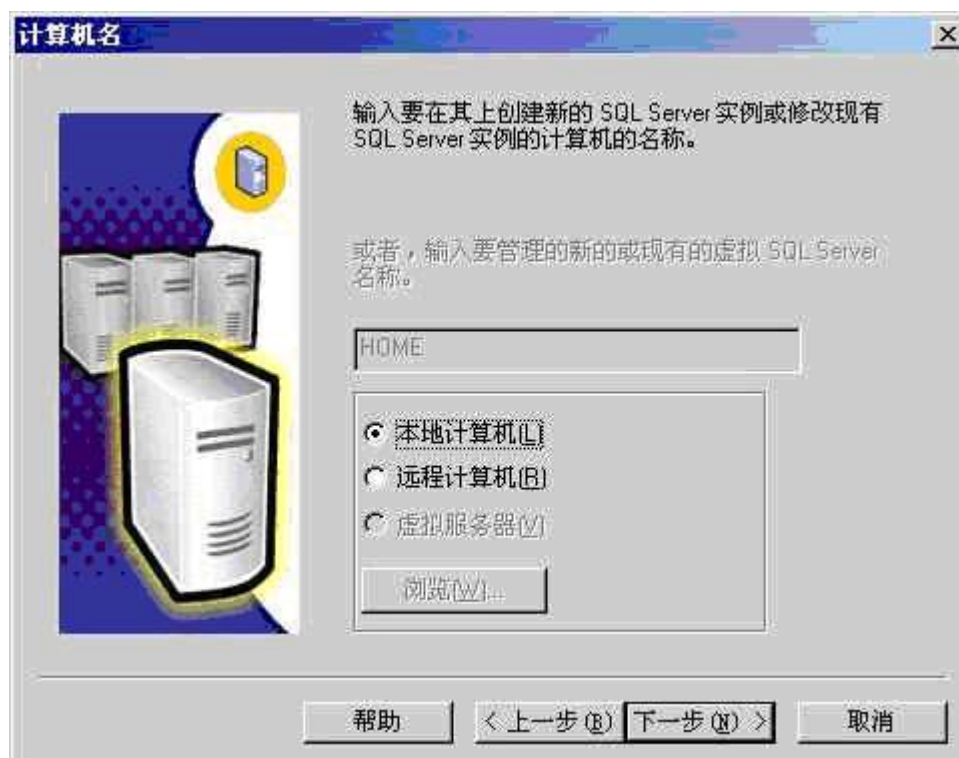 计算机名
输入要在其上创建新的 SQL Server 实例或修改现有
SQL Server 实例的计算机的名称。
或者，输入要管理的新的或现有的虚拟 SQL Server
名称。
HOME
本地计算机(L)
远程计算机(R)
虚拟服务器(V)
浏览(W)...
帮助 < 上一步(B) 下一步(N) > 取消